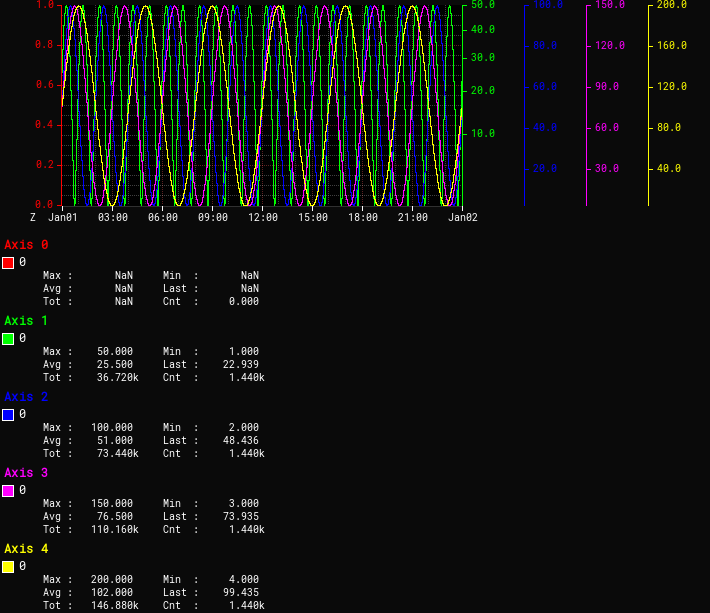 1.0 50.0 100.0 150.0 200.0
0.8 40.0 80.0 120.0 160.0
0.6 30.0 60.0 90.0 120.0
0.4 20.0 40.0 60.0 80.0
0.2 10.0 20.0 30.0 40.0
0.0
Z Jan01 03:00 06:00 09:00 12:00 15:00 18:00 21:00 Jan02
Axis 0
0
Max : NaN Min : NaN
Avg : NaN Last : NaN
Tot : NaN Cnt : 0.000
Axis 1
0
Max : 50.000 Min : 1.000
Avg : 25.500 Last : 22.939
Tot : 36.720k Cnt : 1.440k
Axis 2
0
Max : 100.000 Min : 2.000
Avg : 51.000 Last : 48.436
Tot : 73.440k Cnt : 1.440k
Axis 3
0
Max : 150.000 Min : 3.000
Avg : 76.500 Last : 73.935
Tot : 110.160k Cnt : 1.440k
Axis 4
0
Max : 200.000 Min : 4.000
Avg : 102.000 Last : 99.435
Tot : 146.880k Cnt : 1.440k